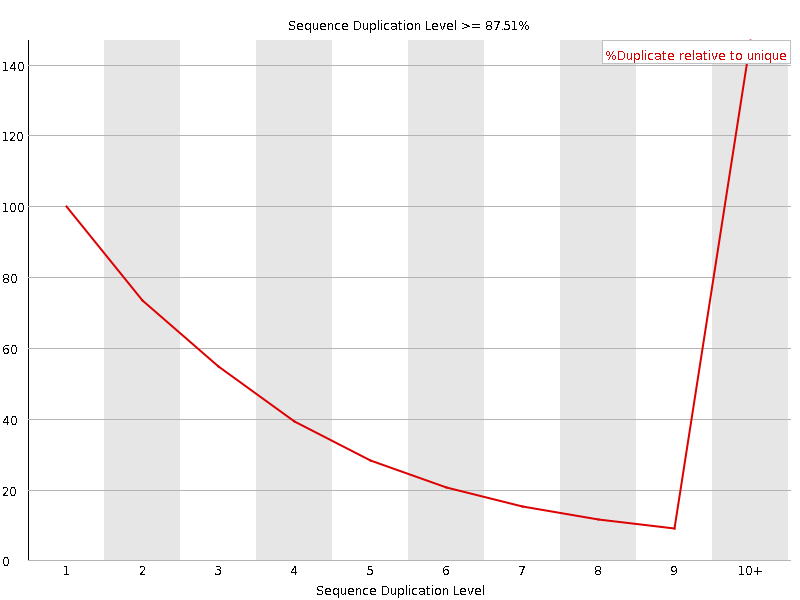 Sequence Duplication Level >= 87.51%
%Duplicate relative to unique
140
120
100
80
60
40
20
0
1 2 3 4 5 6 7 8 9 10+
Sequence Duplication Level